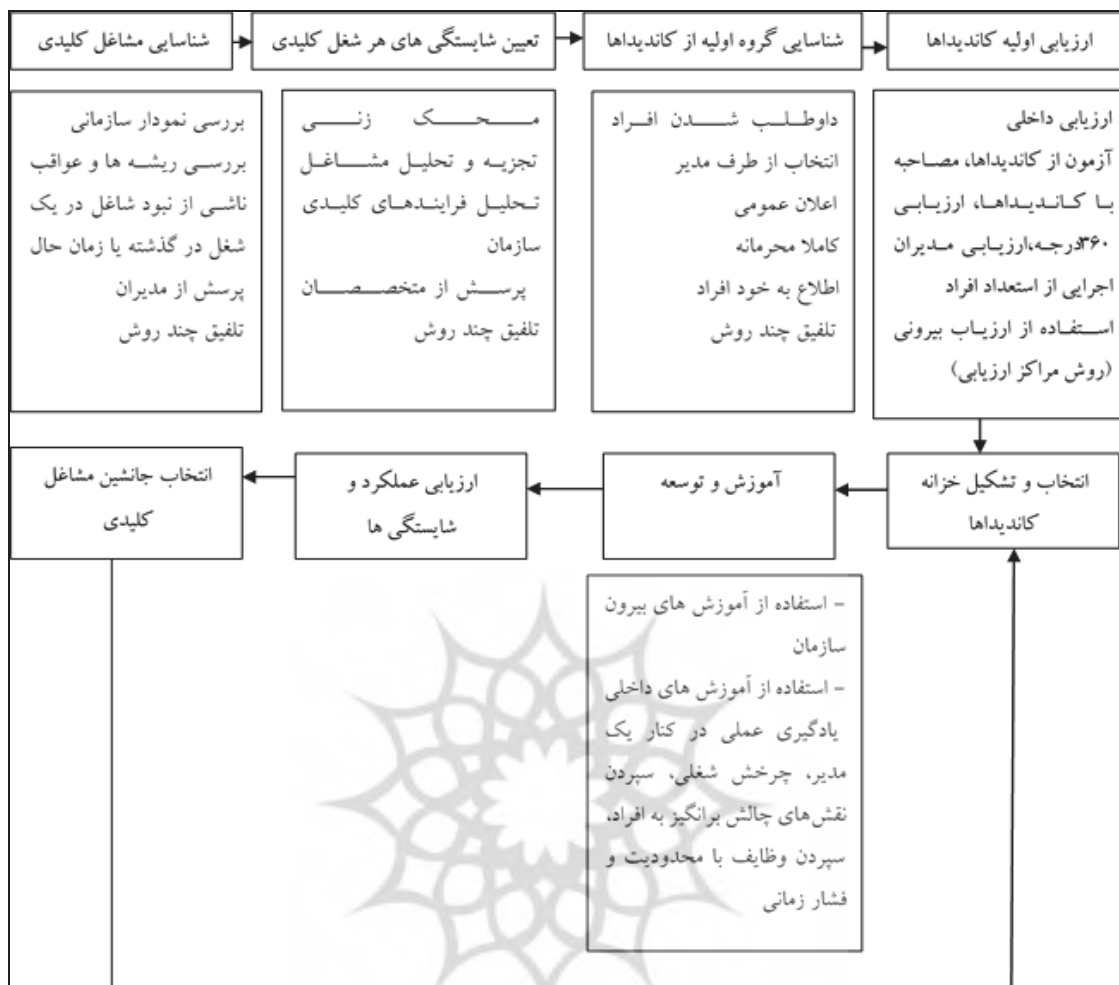 شناسایی مشاغل کلیدی
تعیین شایستگی های هر شغل کلیدی
شناسایی گروه اولیه از کاندیداها
ارزیابی اولیه کاندیداها
بررسی نمودار سازمانی
بررسی ریشه ها و عواقب
ناشی از نبود شاغل در یک
شغل در گذشته یا زمان حال
پرسش از مدیران
تلفیق چند روش
محک زنی
تجزیه و تحلیل مشاغل
تحلیل فرایندهای کلیدی
سازمان
پرسش از متخصصان
تلفیق چند روش
داوطلب شدن افراد
انتخاب از طرف مدیر
اعلان عمومی
کاملا محرمانه
اطلاع به خود افراد
تلفیق چند روش
ارزیابی داخلی
آزمون از کاندیداها، مصاحبه
با کاندیداها، ارزیابی
۳۶۰درجه،ارزیابی مدیران
اجرایی از استعداد افراد
استفاده از ارزیاب بیرونی
(روش مراکز ارزیابی)
انتخاب و تشکیل خزانه
کاندیداها
آموزش و توسعه
ارزیابی عملکرد و
شایستگی ها
انتخاب جانشین مشاغل
کلیدی
- استفاده از آموزش های بیرون
سازمان
- استفاده از آموزش های داخلی
یادگیری عملی در کنار یک
مدیر، چرخش شغلی، سپردن
نقش‌های چالش برانگیز به افراد،
سپردن وظایف با محدودیت و
فشار زمانی